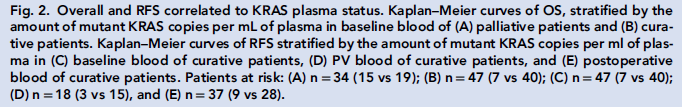 Fig. 2. Overall and RFS correlated to KRAS plasma status. Kaplan–Meier curves of OS, stratified by the
amount of mutant KRAS copies per mL of plasma in baseline blood of (A) palliative patients and (B) cura-
tive patients. Kaplan–Meier curves of RFS stratified by the amount of mutant KRAS copies per ml of plas-
ma in (C) baseline blood of curative patients, (D) PV blood of curative patients, and (E) postoperative
blood of curative patients. Patients at risk: (A) n = 34 (15 vs 19); (B) n = 47 (7 vs 40); (C) n = 47 (7 vs 40);
(D) n = 18 (3 vs 15), and (E) n = 37 (9 vs 28).